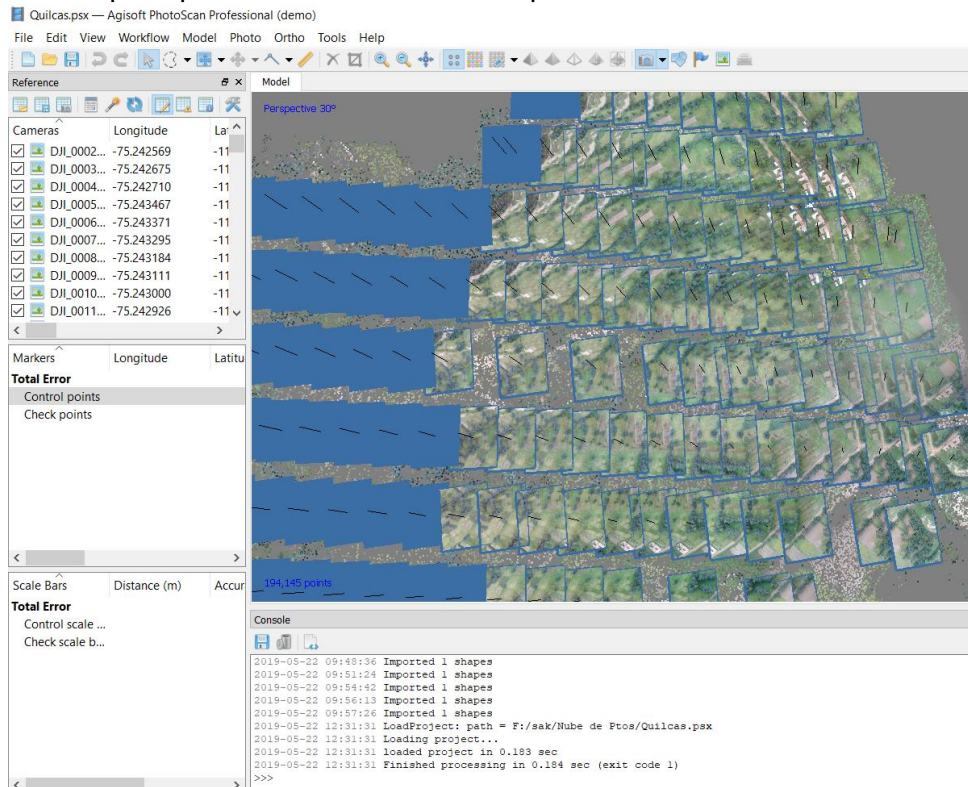 Quilcas.psx — Agisoft PhotoScan Professional (demo)
File Edit View Workflow Model Photo Ortho Tools Help
Reference
Model
Perspective 30°
Cameras Longitude
DJI_0002... -75.242569 -11
DJI_0003... -75.242675 -11
DJI_0004... -75.242710 -11
DJI_0005... -75.243467 -11
DJI_0006... -75.243371 -11
DJI_0007... -75.243295 -11
DJI_0008... -75.243184 -11
DJI_0009... -75.243111 -11
DJI_0010... -75.243000 -11
DJI_0011... -75.242926 -11
Markers Longitude Latitu
Total Error
Control points
Check points
194,145 points
Scale Bars Distance (m) Accur
Total Error
Control scale ...
Check scale b...
Console
2019-05-22 09:48:36 Imported 1 shapes
2019-05-22 09:51:24 Imported 1 shapes
2019-05-22 09:54:42 Imported 1 shapes
2019-05-22 09:56:13 Imported 1 shapes
2019-05-22 09:57:26 Imported 1 shapes
2019-05-22 12:31:31 LoadProject: path = F:/sak/Nube de Ptos/Quilcas.psx
2019-05-22 12:31:31 Loading project...
2019-05-22 12:31:31 loaded project in 0.183 sec
2019-05-22 12:31:31 Finished processing in 0.184 sec (exit code 1)
>>>